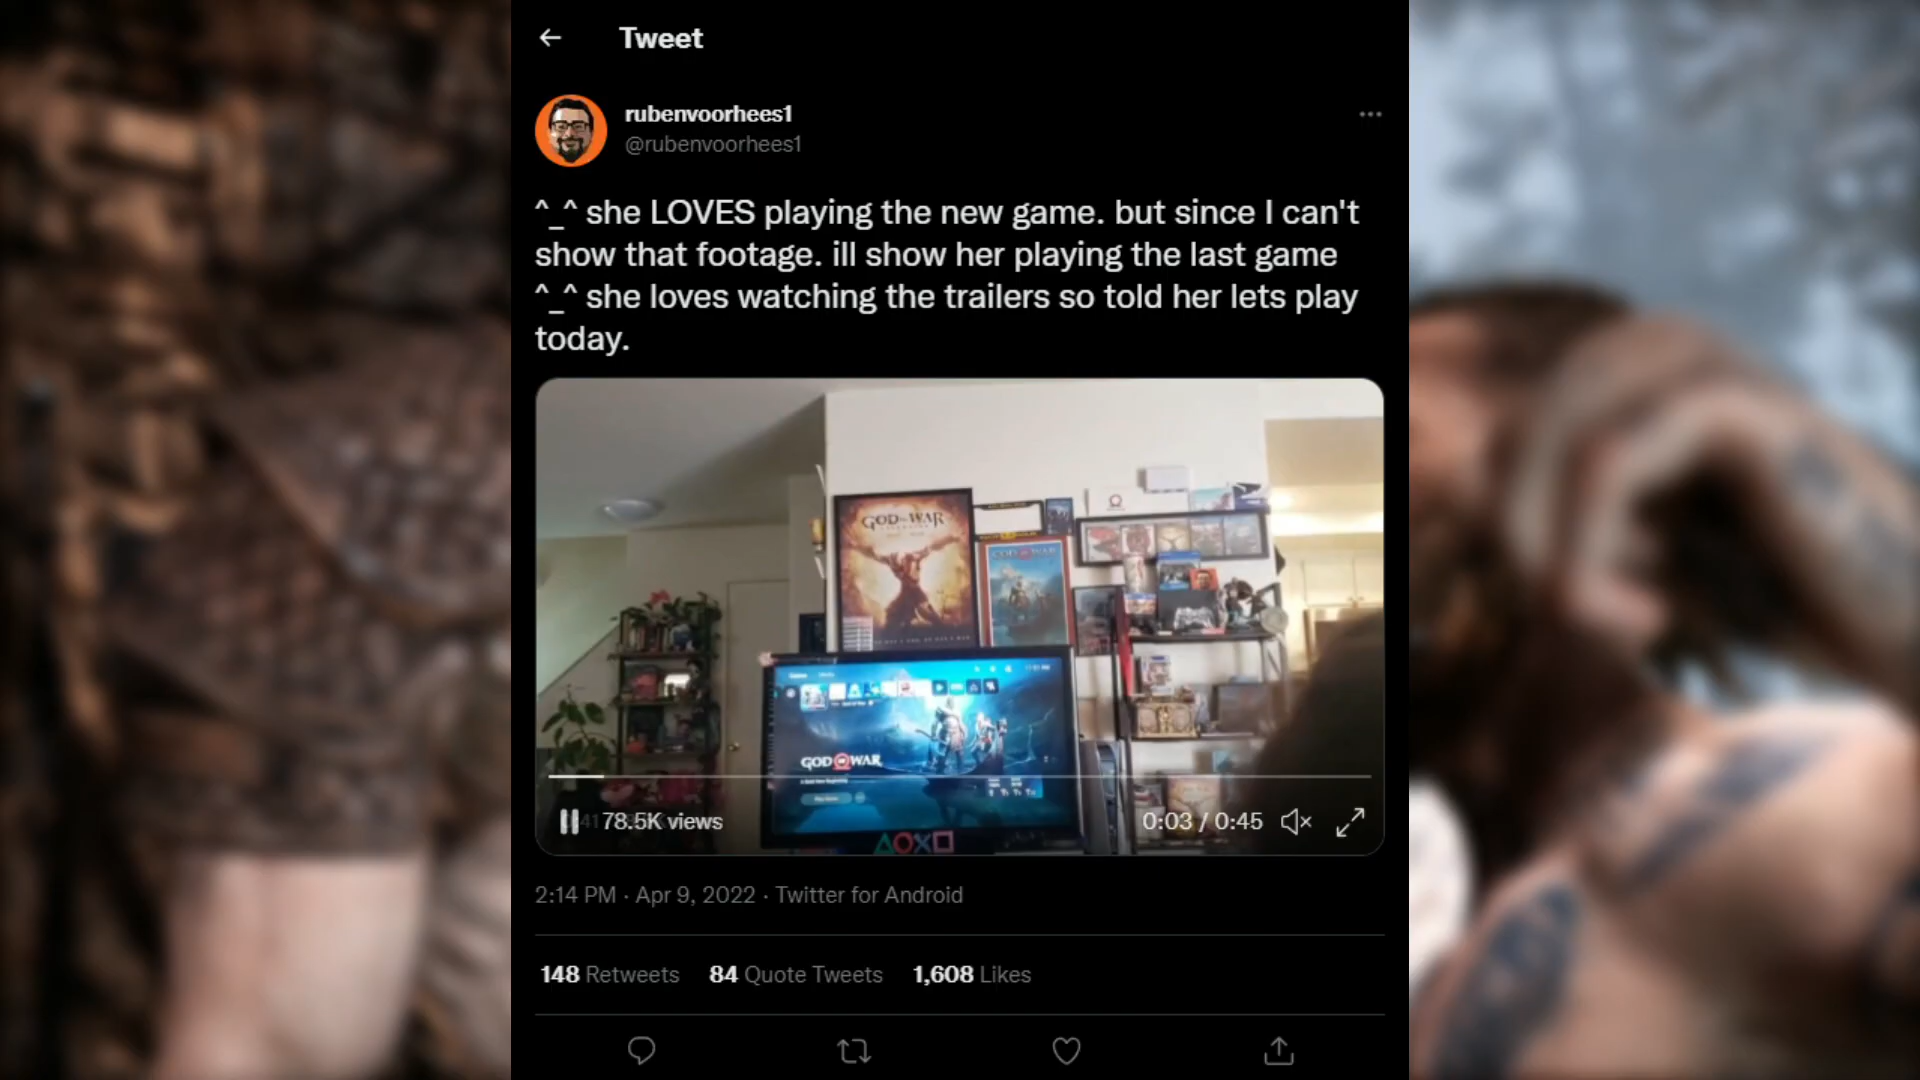 Tweet
rubenvoorhees1
@rubenvoorhees1
^_^ she LOVES playing the new game. but since I can't
show that footage. ill show her playing the last game
^_^ she loves watching the trailers so told her lets play
today.
GOD OF WAR
GOD OF WAR
GOD OF WAR
78.5K views
0:03 / 0:45
2:14 PM · Apr 9, 2022 · Twitter for Android
148 Retweets 84 Quote Tweets 1,608 Likes